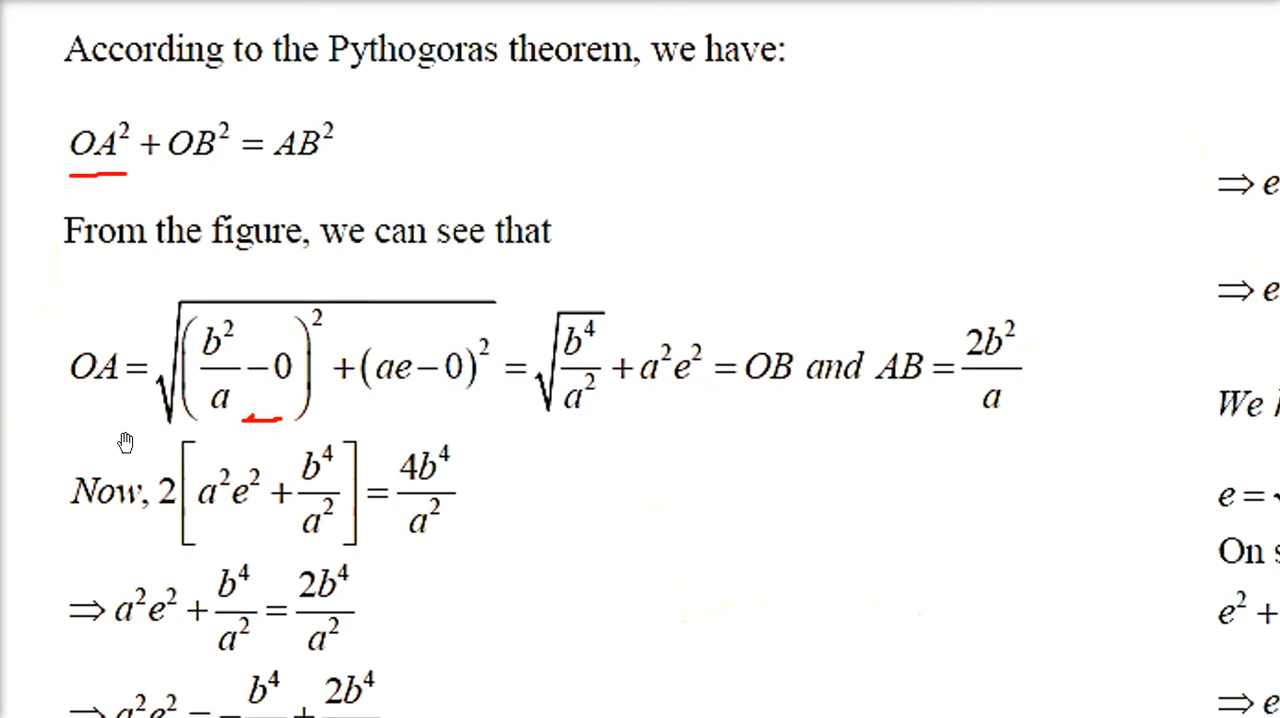 According to the Pythogoras theorem, we have:
OA² + OB² = AB²
From the figure, we can see that
OA = √((b²/a − 0)² + (ae − 0)²) = √(b⁴/a² + a²e²) = OB and AB = 2b²/a
Now, 2[a²e² + b⁴/a²] = 4b⁴/a²
⇒ a²e² + b⁴/a² = 2b⁴/a²
⇒ e
⇒ e
We
e =
On
e² +
⇒ e